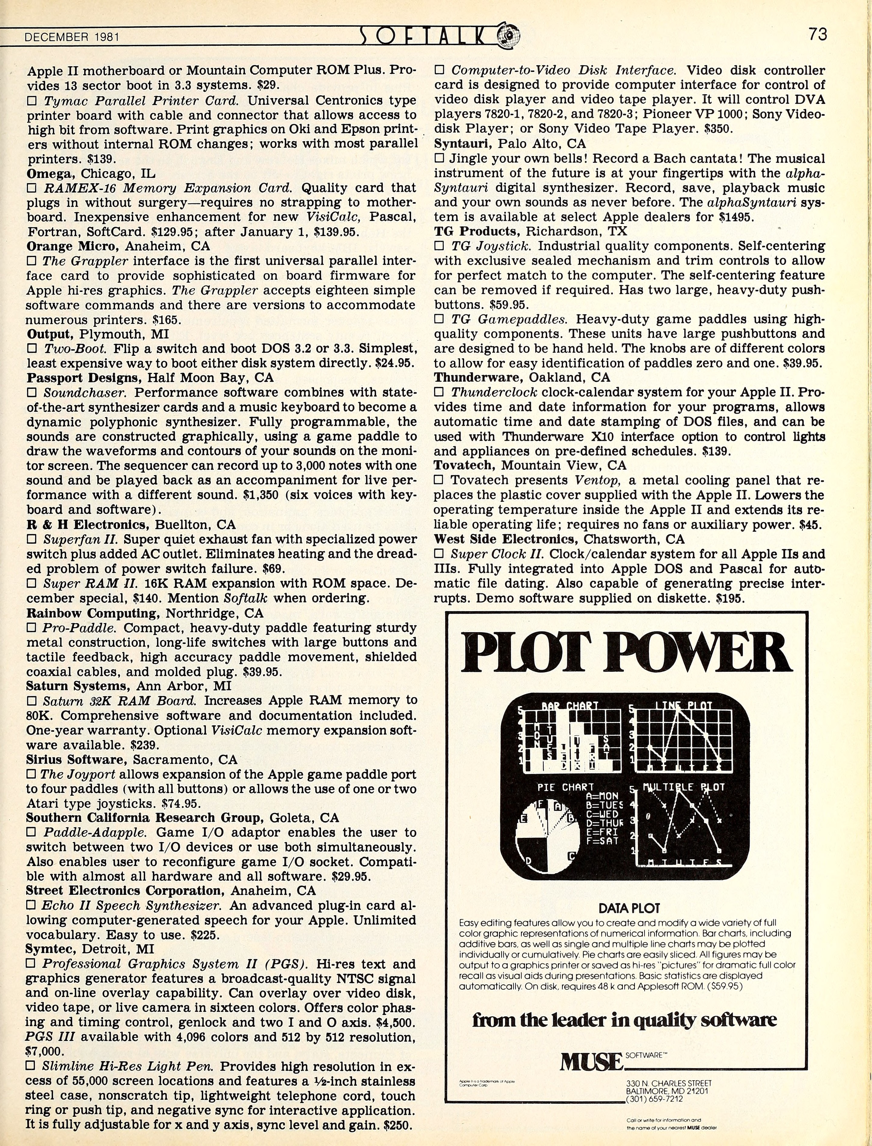 DECEMBER 1981
SOFTALK
73
Apple II motherboard or Mountain Computer ROM Plus. Pro-
vides 13 sector boot in 3.3 systems. $29.
□ Tymac Parallel Printer Card. Universal Centronics type
printer board with cable and connector that allows access to
high bit from software. Print graphics on Oki and Epson print-
ers without internal ROM changes; works with most parallel
printers. $139.
Omega, Chicago, IL
□ RAMEX-16 Memory Expansion Card. Quality card that
plugs in without surgery—requires no strapping to mother-
board. Inexpensive enhancement for new VisiCalc, Pascal,
Fortran, SoftCard. $129.95; after January 1, $139.95.
Orange Micro, Anaheim, CA
□ The Grappler interface is the first universal parallel inter-
face card to provide sophisticated on board firmware for
Apple hi-res graphics. The Grappler accepts eighteen simple
software commands and there are versions to accommodate
numerous printers. $165.
Output, Plymouth, MI
□ Two-Boot. Flip a switch and boot DOS 3.2 or 3.3. Simplest,
least expensive way to boot either disk system directly. $24.95.
Passport Designs, Half Moon Bay, CA
□ Soundchaser. Performance software combines with state-
of-the-art synthesizer cards and a music keyboard to become a
dynamic polyphonic synthesizer. Fully programmable, the
sounds are constructed graphically, using a game paddle to
draw the waveforms and contours of your sounds on the moni-
tor screen. The sequencer can record up to 3,000 notes with one
sound and be played back as an accompaniment for live per-
formance with a different sound. $1,350 (six voices with key-
board and software).
R & H Electronics, Buellton, CA
□ Superfan II. Super quiet exhaust fan with specialized power
switch plus added AC outlet. Eliminates heating and the dread-
ed problem of power switch failure. $69.
□ Super RAM II. 16K RAM expansion with ROM space. De-
cember special, $140. Mention Softalk when ordering.
Rainbow Computing, Northridge, CA
□ Pro-Paddle. Compact, heavy-duty paddle featuring sturdy
metal construction, long-life switches with large buttons and
tactile feedback, high accuracy paddle movement, shielded
coaxial cables, and molded plug. $39.95.
Saturn Systems, Ann Arbor, MI
□ Saturn 32K RAM Board. Increases Apple RAM memory to
80K. Comprehensive software and documentation included.
One-year warranty. Optional VisiCalc memory expansion soft-
ware available. $239.
Sirius Software, Sacramento, CA
□ The Joyport allows expansion of the Apple game paddle port
to four paddles (with all buttons) or allows the use of one or two
Atari type joysticks. $74.95.
Southern California Research Group, Goleta, CA
□ Paddle-Adapple. Game I/O adaptor enables the user to
switch between two I/O devices or use both simultaneously.
Also enables user to reconfigure game I/O socket. Compati-
ble with almost all hardware and all software. $29.95.
Street Electronics Corporation, Anaheim, CA
□ Echo II Speech Synthesizer. An advanced plug-in card al-
lowing computer-generated speech for your Apple. Unlimited
vocabulary. Easy to use. $225.
Symtec, Detroit, MI
□ Professional Graphics System II (PGS). Hi-res text and
graphics generator features a broadcast-quality NTSC signal
and on-line overlay capability. Can overlay over video disk,
video tape, or live camera in sixteen colors. Offers color phas-
ing and timing control, genlock and two I and O axis. $4,500.
PGS III available with 4,096 colors and 512 by 512 resolution,
$7,000.
□ Slimline Hi-Res Light Pen. Provides high resolution in ex-
cess of 55,000 screen locations and features a ½-inch stainless
steel case, nonscratch tip, lightweight telephone cord, touch
ring or push tip, and negative sync for interactive application.
It is fully adjustable for x and y axis, sync level and gain. $250.
□ Computer-to-Video Disk Interface. Video disk controller
card is designed to provide computer interface for control of
video disk player and video tape player. It will control DVA
players 7820-1, 7820-2, and 7820-3; Pioneer VP 1000; Sony Video-
disk Player; or Sony Video Tape Player. $350.
Syntauri, Palo Alto, CA
□ Jingle your own bells! Record a Bach cantata! The musical
instrument of the future is at your fingertips with the alpha-
Syntauri digital synthesizer. Record, save, playback music
and your own sounds as never before. The alphaSyntauri sys-
tem is available at select Apple dealers for $1495.
TG Products, Richardson, TX
□ TG Joystick. Industrial quality components. Self-centering
with exclusive sealed mechanism and trim controls to allow
for perfect match to the computer. The self-centering feature
can be removed if required. Has two large, heavy-duty push-
buttons. $59.95.
□ TG Gamepaddles. Heavy-duty game paddles using high-
quality components. These units have large pushbuttons and
are designed to be hand held. The knobs are of different colors
to allow for easy identification of paddles zero and one. $39.95.
Thunderware, Oakland, CA
□ Thunderclock clock-calendar system for your Apple II. Pro-
vides time and date information for your programs, allows
automatic time and date stamping of DOS files, and can be
used with Thunderware X10 interface option to control lights
and appliances on pre-defined schedules. $139.
Tovatech, Mountain View, CA
□ Tovatech presents Ventop, a metal cooling panel that re-
places the plastic cover supplied with the Apple II. Lowers the
operating temperature inside the Apple II and extends its re-
liable operating life; requires no fans or auxiliary power. $45.
West Side Electronics, Chatsworth, CA
□ Super Clock II. Clock/calendar system for all Apple IIs and
IIIs. Fully integrated into Apple DOS and Pascal for auto-
matic file dating. Also capable of generating precise inter-
rupts. Demo software supplied on diskette. $195.
PLOT POWER
BAR CHART
LINE PLOT
M T U T F S
PIE CHART
A=MON
B=TUES
C=WED
D=THUR
E=FRI
F=SAT
MULTIPLE PLOT
M T U T F S
DATA PLOT
Easy editing features allow you to create and modify a wide variety of full
color graphic representations of numerical information. Bar charts, including
additive bars, as well as single and multiple line charts may be plotted
individually or cumulatively. Pie charts are easily sliced. All figures may be
output to a graphics printer or saved as hi-res "pictures" for dramatic full color
recall as visual aids during presentations. Basic statistics are displayed
automatically. On disk, requires 48 k and Applesoft ROM. ($59.95)
from the leader in quality software
MUSE SOFTWARE™
Apple II is a trademark of Apple
Computer Corp.
330 N. CHARLES STREET
BALTIMORE, MD 21201
(301) 659-7212
Call or write for information and
the name of your nearest MUSE dealer